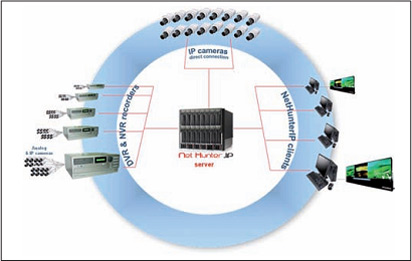 IP cameras
direct connection
DVR & NVR recorders
NetHunterIP clients
Analog
& IP cameras
Net Hunter IP
server